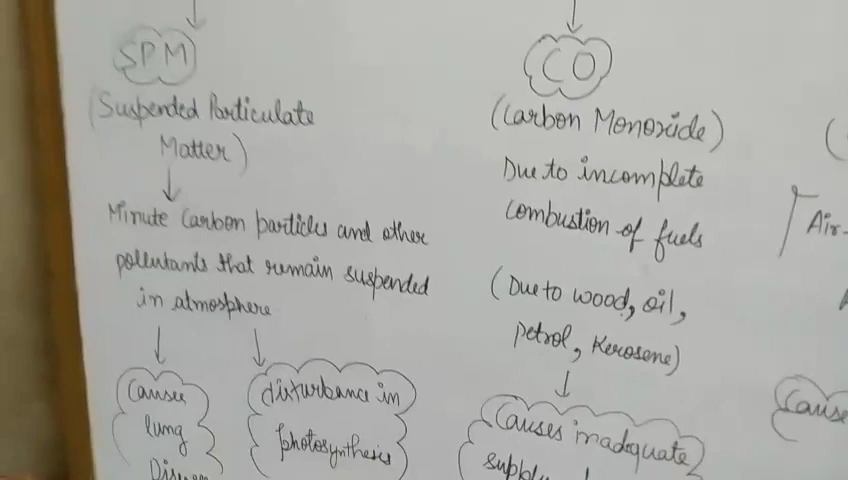 SPM
(Suspended Particulate
Matter)
Minute Carbon particles and other
pollutants that remain suspended
in atmosphere
Causes
lung
disturbance in
photosynthesis
CO
(Carbon Monoxide)
Due to incomplete
Combustion of fuels
(Due to wood, oil,
petrol, Kerosene)
Causes inadequate
supply
Air-
Cause